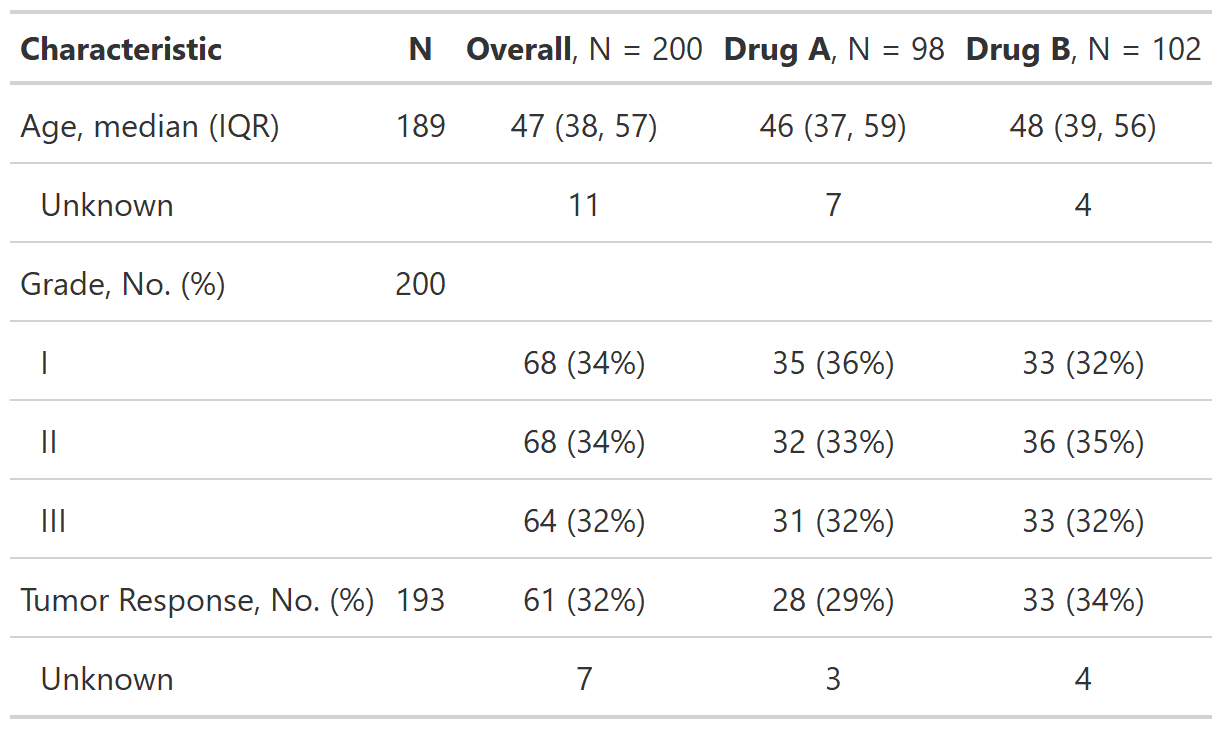 Characteristic N Overall, N = 200 Drug A, N = 98 Drug B, N = 102
Age, median (IQR) 189 47 (38, 57) 46 (37, 59) 48 (39, 56)
Unknown 11 7 4
Grade, No. (%) 200
I 68 (34%) 35 (36%) 33 (32%)
II 68 (34%) 32 (33%) 36 (35%)
III 64 (32%) 31 (32%) 33 (32%)
Tumor Response, No. (%) 193 61 (32%) 28 (29%) 33 (34%)
Unknown 7 3 4